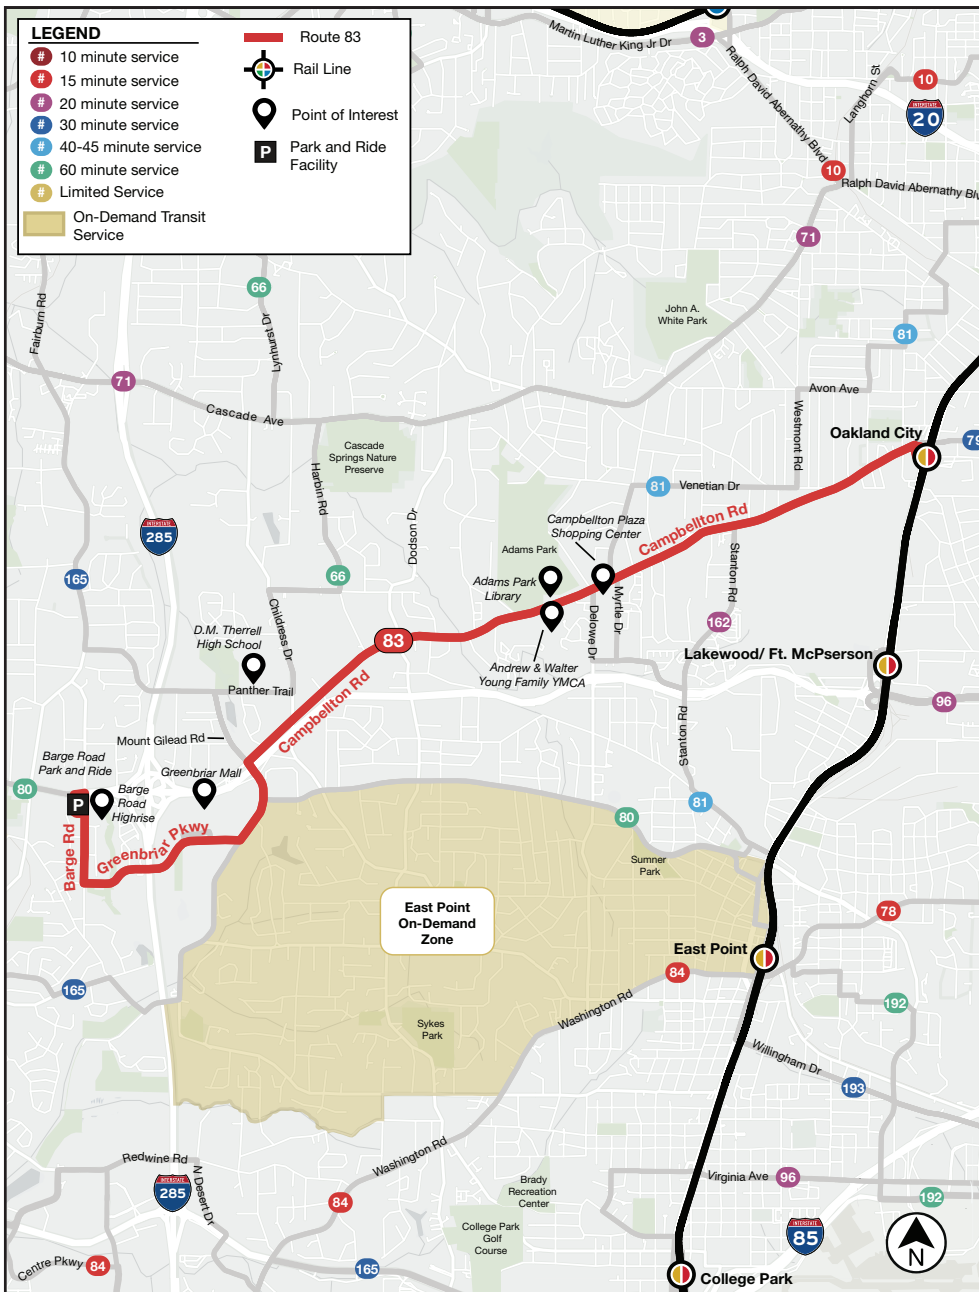 LEGEND
# 10 minute service
# 15 minute service
# 20 minute service
# 30 minute service
# 40-45 minute service
# 60 minute service
# Limited Service
On-Demand Transit
Service
Route 83
Rail Line
Point of Interest
P Park and Ride
Facility
Martin Luther King Jr Dr
3
Ralph David Abernathy Blvd
Langhorn St
10
INTERSTATE
20
10
Ralph David Abernathy Blv
71
66
Fairburn Rd
Lynhurst Dr
John A.
White Park
81
71
Cascade Ave
Avon Ave
Westmont Rd
Oakland City
79
Cascade
Springs Nature
Preserve
Harbin Rd
81
Venetian Dr
Campbellton Rd
Dodson Dr
Campbellton Plaza
Shopping Center
INTERSTATE
285
Adams Park
Stanton Rd
165
66
Adams Park
Library
Myrtle Dr
Delowe Dr
Childress Dr
162
D.M. Therrell
High School
83
Lakewood/ Ft. McPserson
Andrew & Walter
Young Family YMCA
Panther Trail
Campbellton Rd
96
Stanton Rd
Mount Gilead Rd
Barge Road
Park and Ride
Greenbriar Mall
80
P
Barge
Road
Highrise
81
80
Barge Rd
Greenbriar Pkwy
Sumner
Park
East Point
On-Demand
Zone
78
East Point
84
165
192
Washington Rd
Sykes
Park
Willingham Dr
193
Washington Rd
Redwine Rd
N Desert Dr
INTERSTATE
285
84
Virginia Ave
96
Brady
Recreation
Center
192
College Park
Golf
Course
INTERSTATE
85
N
Centre Pkwy
84
165
College Park